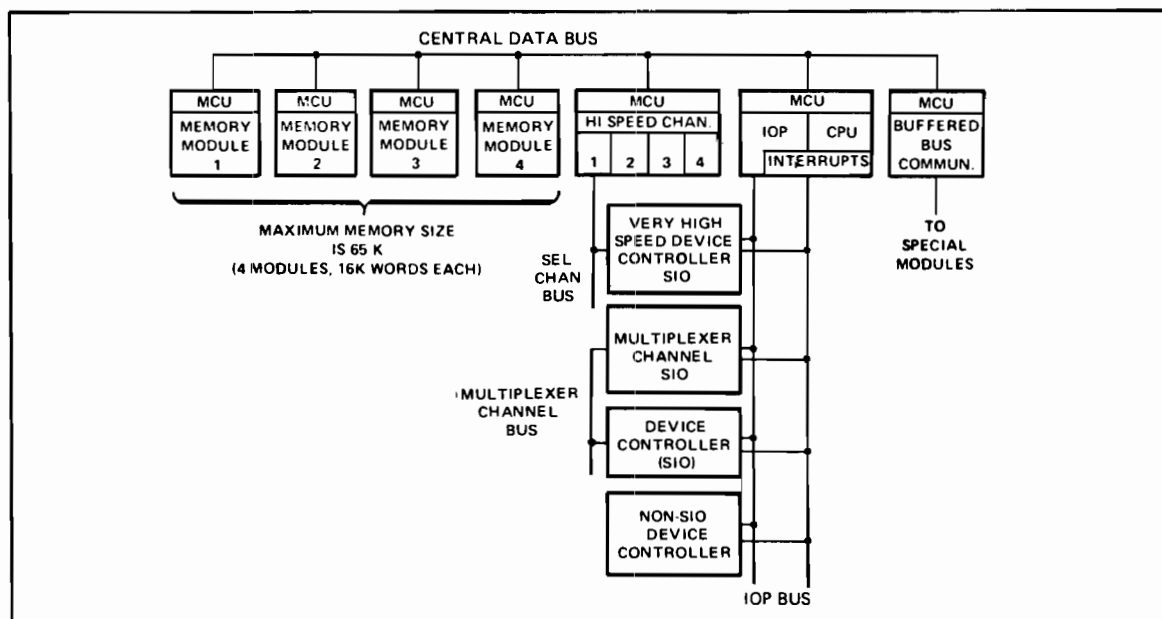 CENTRAL DATA BUS
MCU
MEMORY
MODULE
1
MCU
MEMORY
MODULE
2
MCU
MEMORY
MODULE
3
MCU
MEMORY
MODULE
4
MCU
HI SPEED CHAN.
1 2 3 4
MCU
IOP CPU
INTERRUPTS
MCU
BUFFERED
BUS
COMMUN.
MAXIMUM MEMORY SIZE
IS 65 K
(4 MODULES, 16K WORDS EACH)
TO
SPECIAL
MODULES
SEL
CHAN
BUS
VERY HIGH
SPEED DEVICE
CONTROLLER
SIO
MULTIPLEXER
CHANNEL
SIO
MULTIPLEXER
CHANNEL
BUS
DEVICE
CONTROLLER
(SIO)
NON-SIO
DEVICE
CONTROLLER
IOP BUS